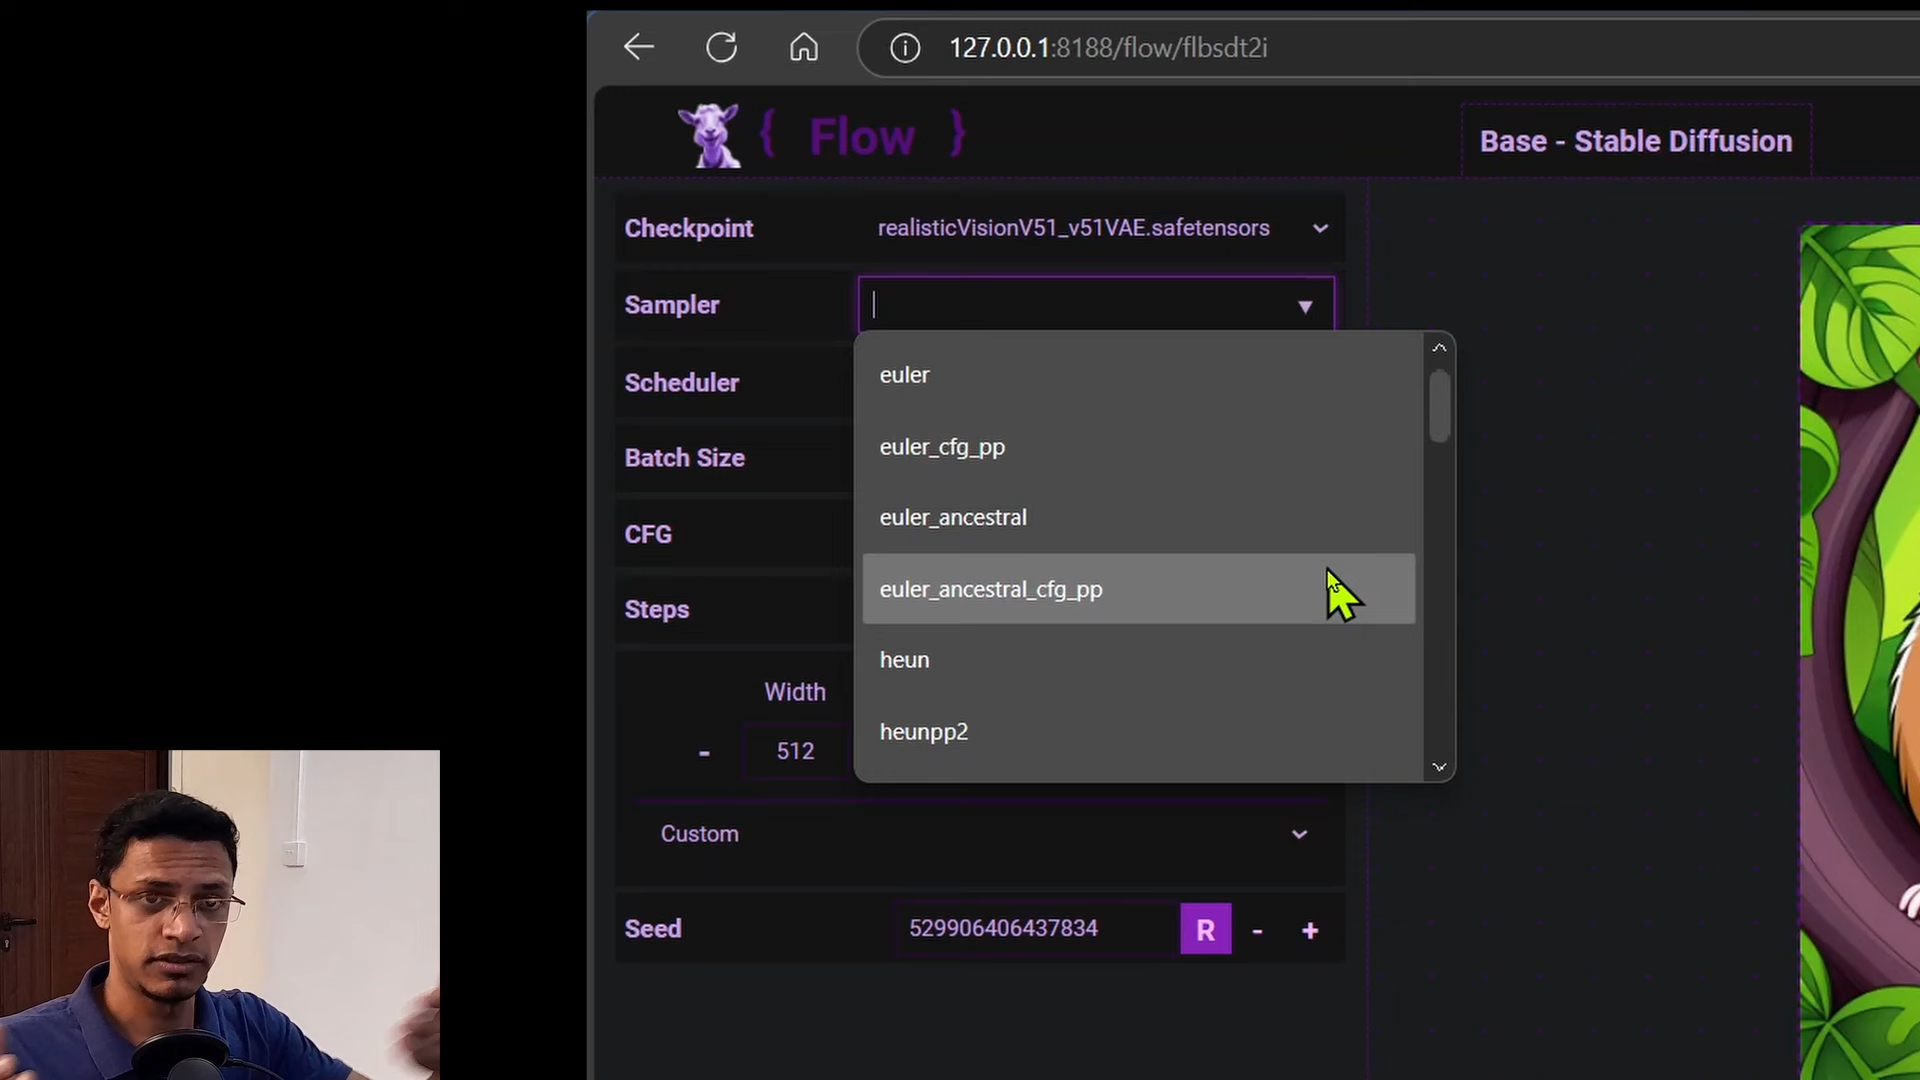 127.0.0.1:8188/flow/flbsdt2i
{ Flow }
Base - Stable Diffusion
Checkpoint realisticVisionV51_v51VAE.safetensors
Sampler
euler
Scheduler
euler_cfg_pp
Batch Size
euler_ancestral
CFG
euler_ancestral_cfg_pp
Steps
heun
Width
heunpp2
- 512
Custom
Seed 529906406437834 R - +